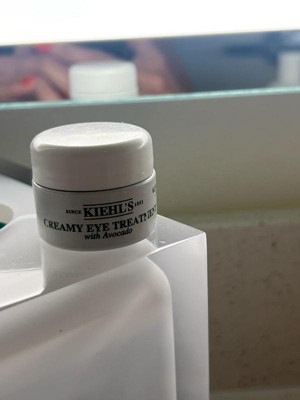 SINCE KIEHL'S 1851
CREAMY EYE TREATMENT
with Avocado